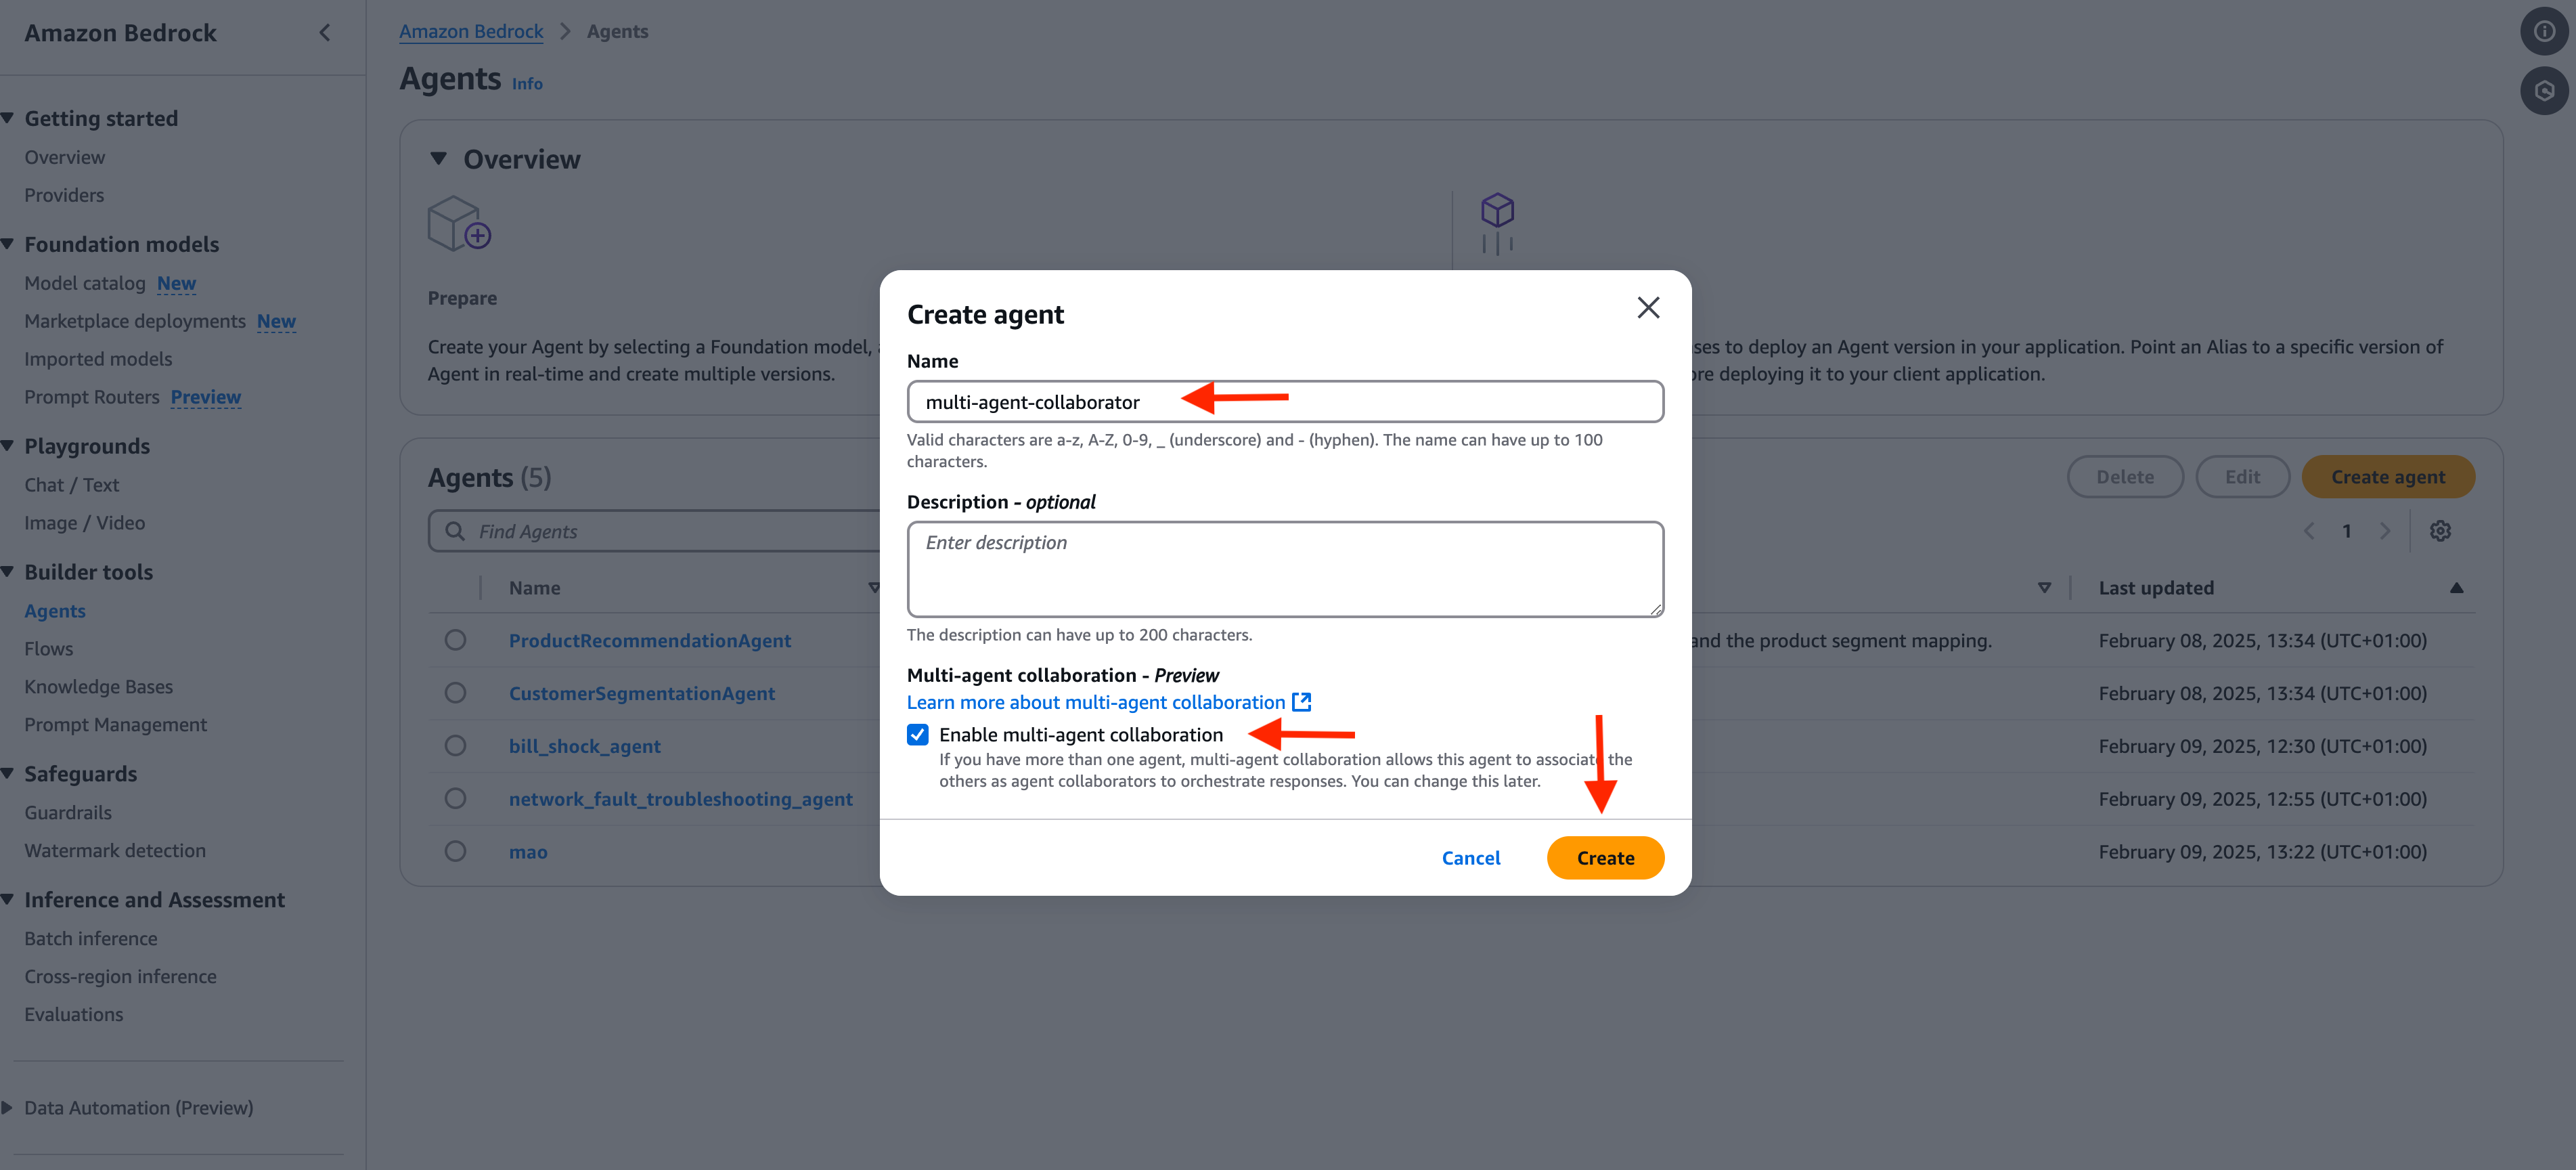 Amazon Bedrock
Getting started
Overview
Providers
Foundation models
Model catalog New
Marketplace deployments New
Imported models
Prompt Routers Preview
Playgrounds
Chat / Text
Image / Video
Builder tools
Agents
Flows
Knowledge Bases
Prompt Management
Safeguards
Guardrails
Watermark detection
Inference and Assessment
Batch inference
Cross-region inference
Evaluations
Data Automation (Preview)
Amazon Bedrock > Agents
Agents Info
Overview
Prepare
Create your Agent by selecting a Foundation model,
Agent in real-time and create multiple versions.
ses to deploy an Agent version in your application. Point an Alias to a specific version of
re deploying it to your client application.
Agents (5)
Delete Edit Create agent
Find Agents
1
Name Last updated
ProductRecommendationAgent and the product segment mapping. February 08, 2025, 13:34 (UTC+01:00)
CustomerSegmentationAgent February 08, 2025, 13:34 (UTC+01:00)
bill_shock_agent February 09, 2025, 12:30 (UTC+01:00)
network_fault_troubleshooting_agent February 09, 2025, 12:55 (UTC+01:00)
mao February 09, 2025, 13:22 (UTC+01:00)
Create agent
Name
multi-agent-collaborator
Valid characters are a-z, A-Z, 0-9, _ (underscore) and - (hyphen). The name can have up to 100
characters.
Description - optional
Enter description
The description can have up to 200 characters.
Multi-agent collaboration - Preview
Learn more about multi-agent collaboration
Enable multi-agent collaboration
If you have more than one agent, multi-agent collaboration allows this agent to associate the
others as agent collaborators to orchestrate responses. You can change this later.
Cancel Create